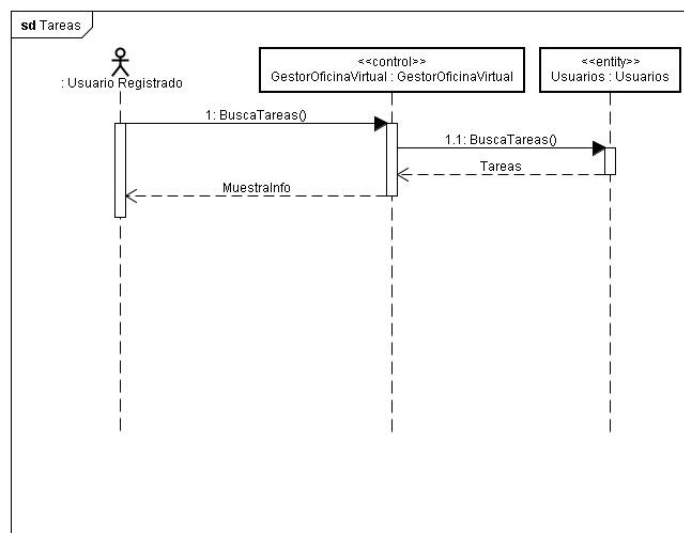 sd Tareas
: Usuario Registrado
<<control>>
GestorOficinaVirtual : GestorOficinaVirtual
<<entity>>
Usuarios : Usuarios
1: BuscaTareas()
1.1: BuscaTareas()
Tareas
MuestraInfo